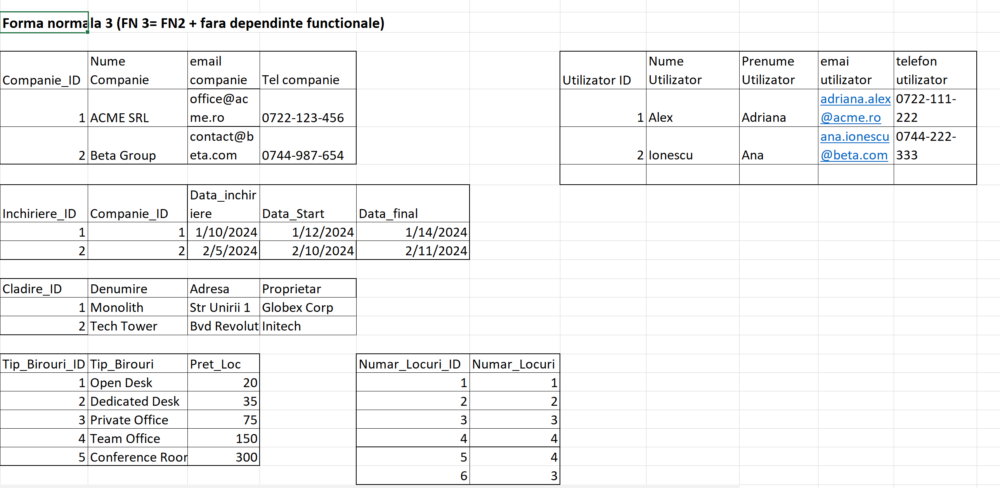 Forma normala 3 (FN 3= FN2 + fara dependinte functionale)
Companie_ID Nume Companie email companie Tel companie
1 ACME SRL office@acme.ro 0722-123-456
2 Beta Group contact@beta.com 0744-987-654
Utilizator ID Nume Utilizator Prenume Utilizator emai utilizator telefon utilizator
1 Alex Adriana adriana.alex@acme.ro 0722-111-222
2 Ionescu Ana ana.ionescu@beta.com 0744-222-333
Inchiriere_ID Companie_ID Data_inchiriere Data_Start Data_final
1 1 1/10/2024 1/12/2024 1/14/2024
2 2 2/5/2024 2/10/2024 2/11/2024
Cladire_ID Denumire Adresa Proprietar
1 Monolith Str Unirii 1 Globex Corp
2 Tech Tower Bvd Revolut Initech
Tip_Birouri_ID Tip_Birouri Pret_Loc
1 Open Desk 20
2 Dedicated Desk 35
3 Private Office 75
4 Team Office 150
5 Conference Roor 300
Numar_Locuri_ID Numar_Locuri
1 1
2 2
3 3
4 4
5 4
6 3